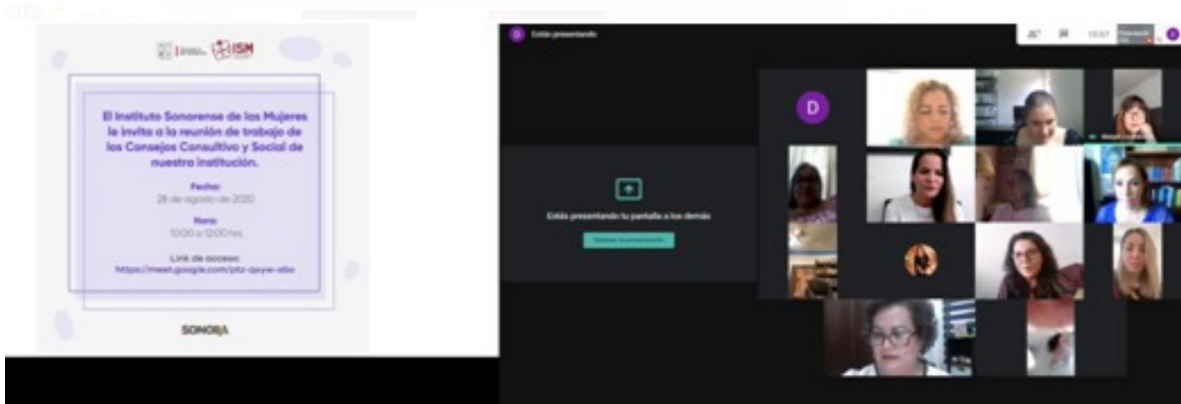 ISM
El Instituto Sonorense de las Mujeres
le invita a la reunión de trabajo de
los Consejos Consultivo y Social de
nuestra institución.
Fecha:
28 de agosto de 2020
Hora:
10:00 a 12:00 hrs.
Link de acceso:
SONORA
D
Estás presentando
Estás presentando tu pantalla a los demás
D